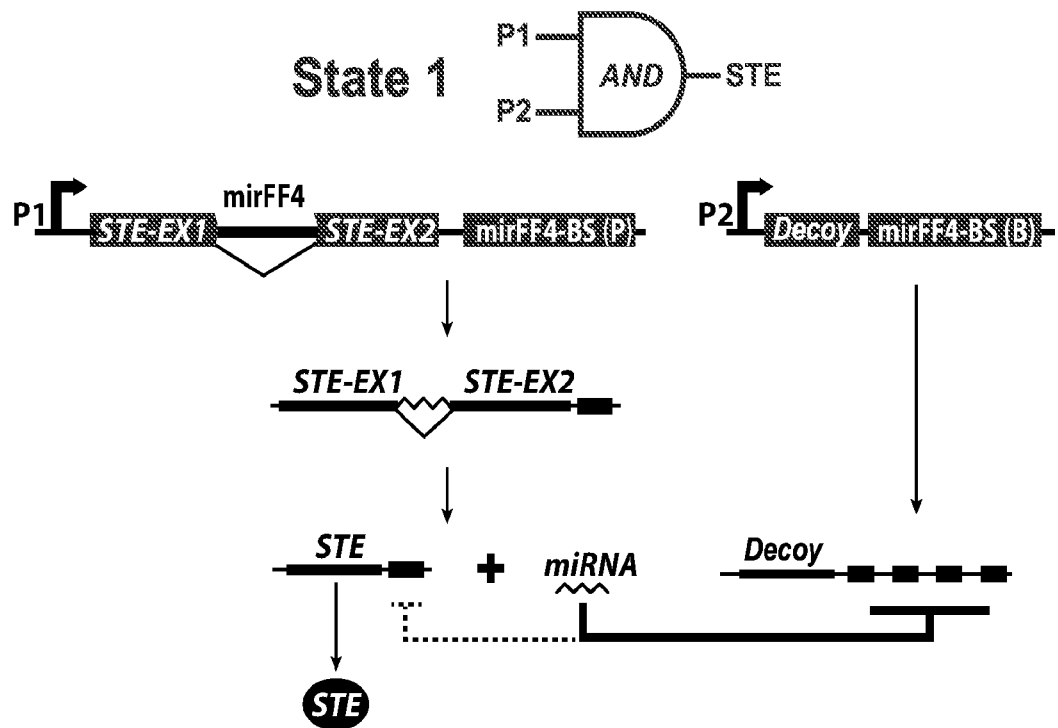 State 1
P1
P2
AND
STE
P1
STE-EX1
mirFF4
STE-EX2
mirFF4-BS (P)
P2
Decoy
mirFF4-BS (B)
STE-EX1
STE-EX2
STE
+
miRNA
Decoy
STE